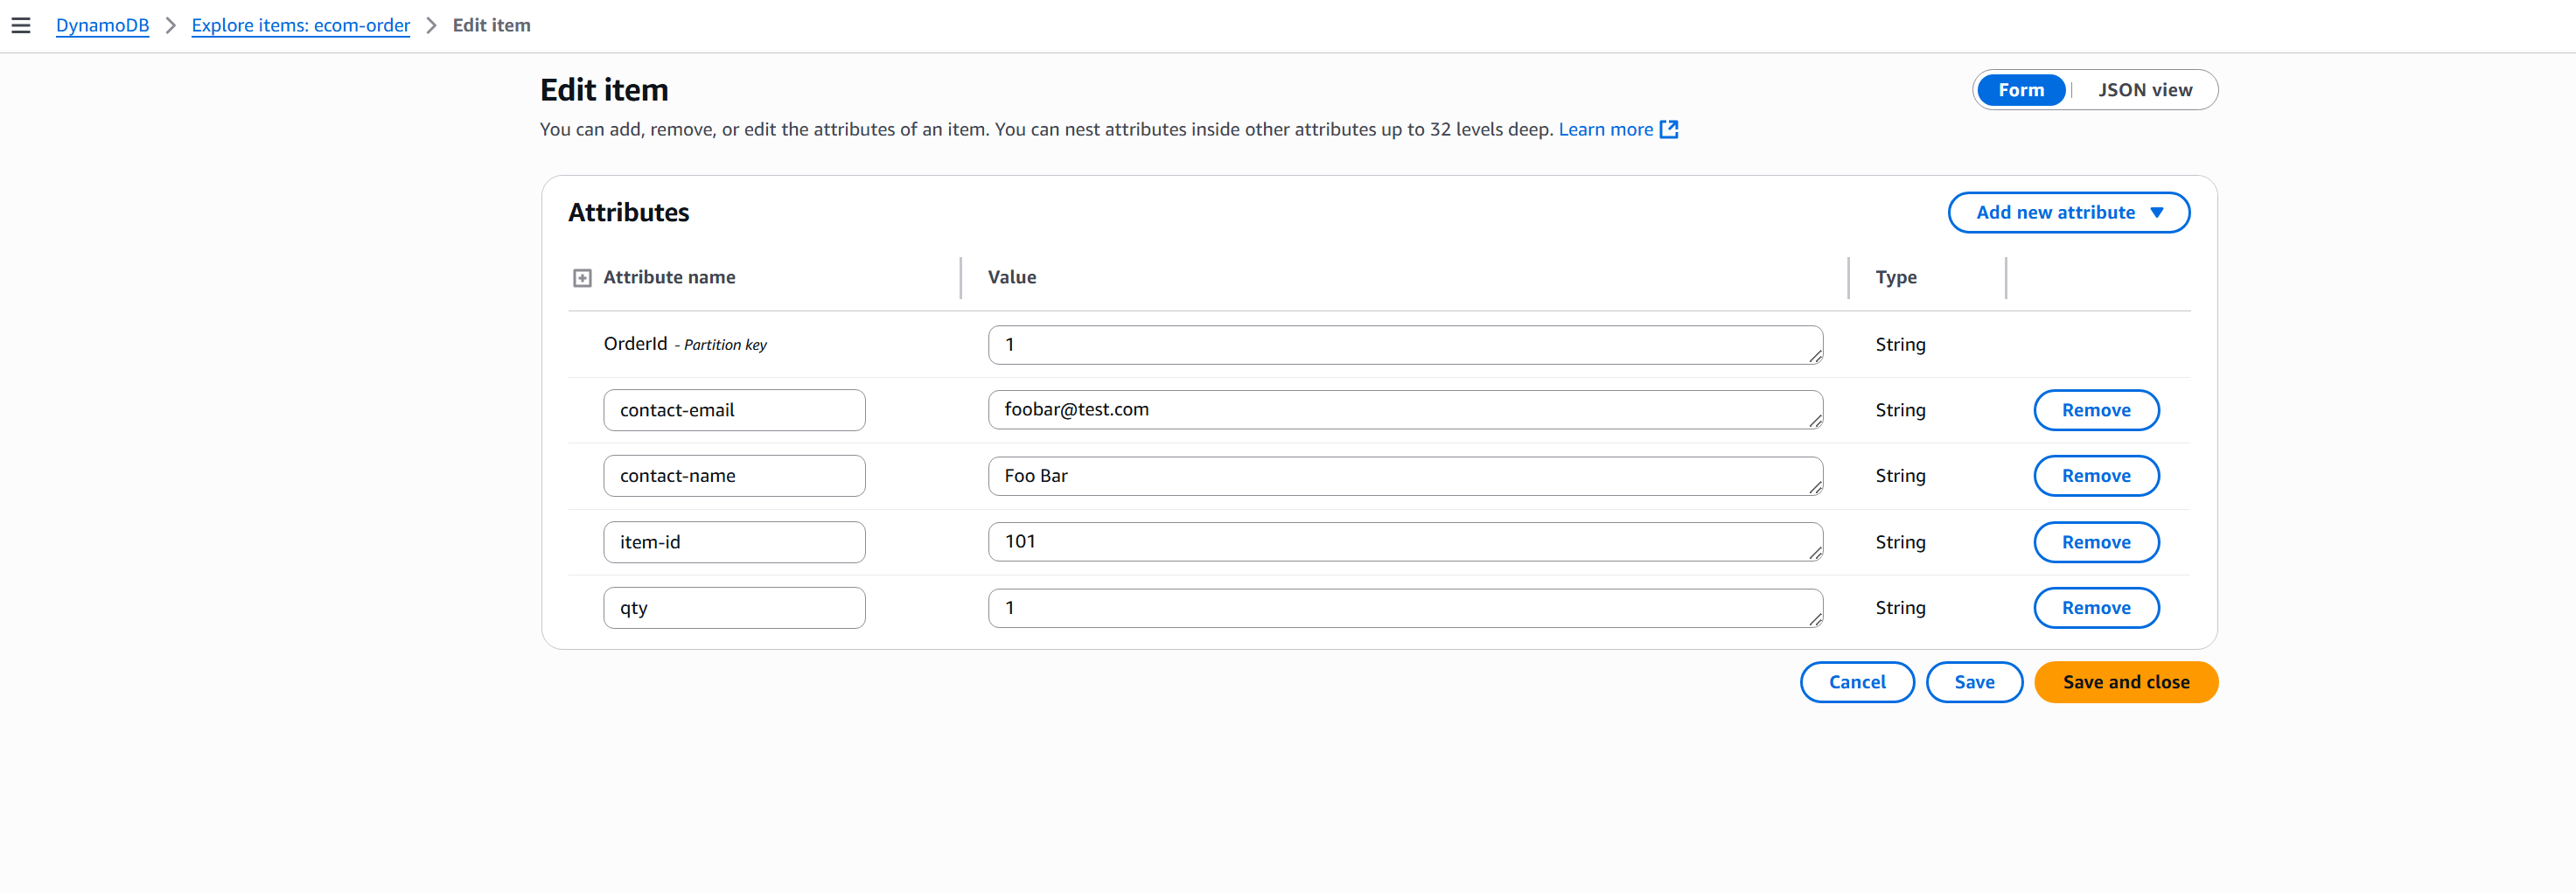 DynamoDB > Explore items: ecom-order > Edit item
Edit item
Form | JSON view
You can add, remove, or edit the attributes of an item. You can nest attributes inside other attributes up to 32 levels deep. Learn more
Attributes
Add new attribute
Attribute name Value Type
OrderId - Partition key 1 String
contact-email foobar@test.com String Remove
contact-name Foo Bar String Remove
item-id 101 String Remove
qty 1 String Remove
Cancel Save Save and close